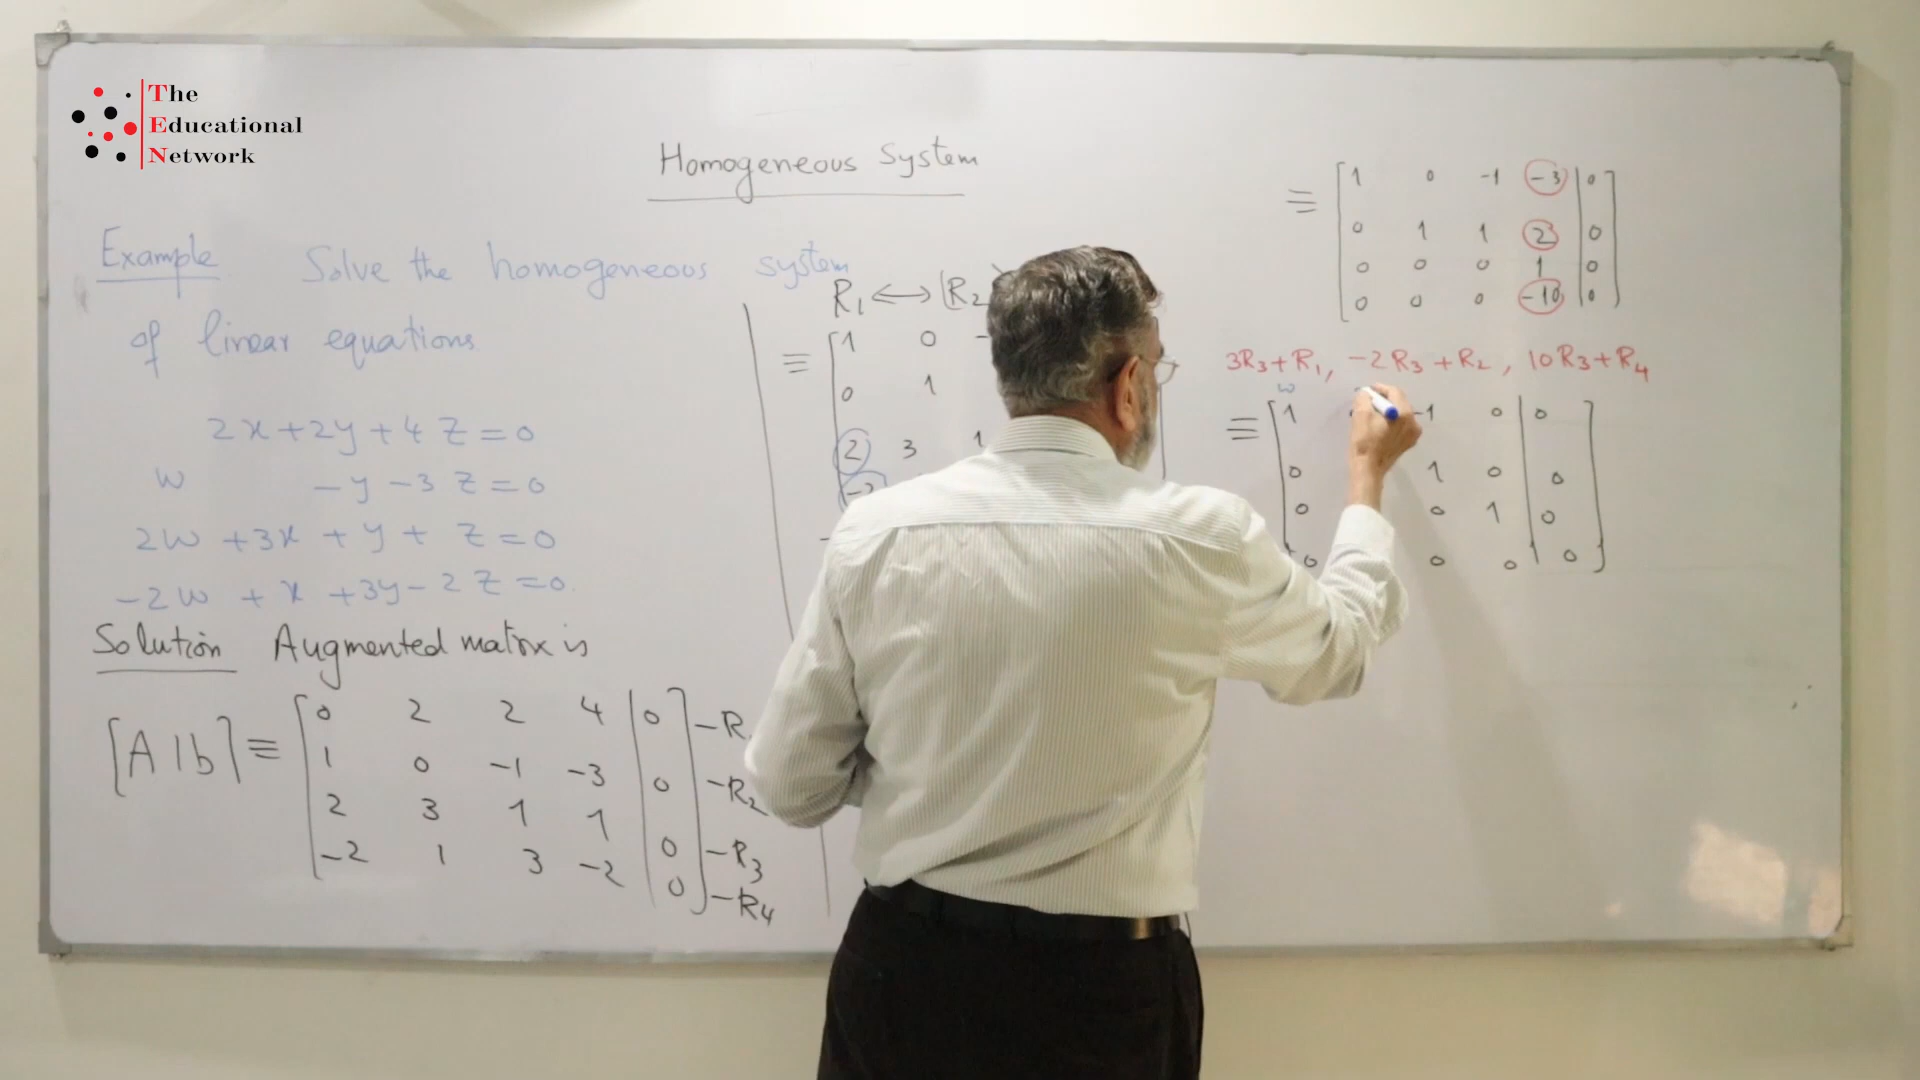 The
Educational
Network
Homogeneous System
Example Solve the homogeneous system
of linear equations
2x+2y+4z=0
w -y-3z=0
2w+3x+y+z=0
-2w+x+3y-2z=0.
Solution Augmented matrix is
[A|b] ≡
0 2 2 4 | 0 -R
1 0 -1 -3 | 0 -R2
2 3 1 1 | 0 -R3
-2 1 3 -2 | 0 -R4
R1 ↔ R2
≡ 1 0 -
0 1
2 3 1
≡ 1 0 -1 -3 | 0
0 1 1 2 | 0
0 0 0 1 | 0
0 0 0 -10 | 0
3R3+R1, -2R3+R2, 10R3+R4
w
≡ 1 -1 0 | 0
0 1 0 | 0
0 0 1 | 0
0 0 0 | 0